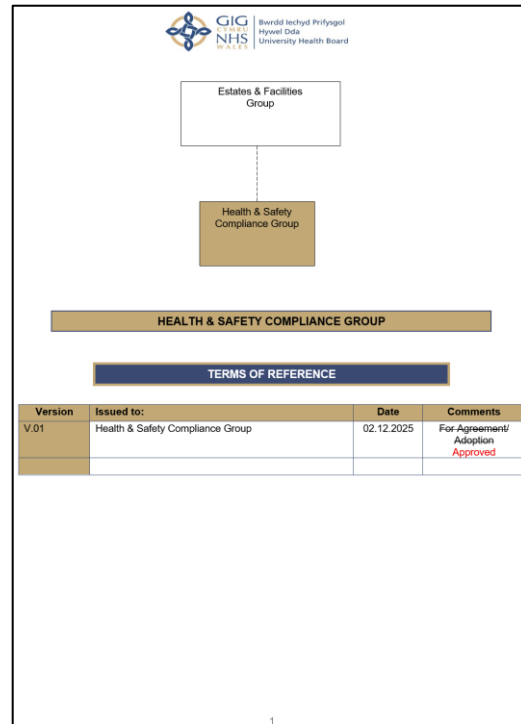 GIG
CYMRU
NHS
WALES
Bwrdd Iechyd Prifysgol
Hywel Dda
University Health Board
Estates & Facilities
Group
Health & Safety
Compliance Group
HEALTH & SAFETY COMPLIANCE GROUP
TERMS OF REFERENCE
Version Issued to: Date Comments
V.01 Health & Safety Compliance Group 02.12.2025 For Agreement/
Adoption
Approved
1